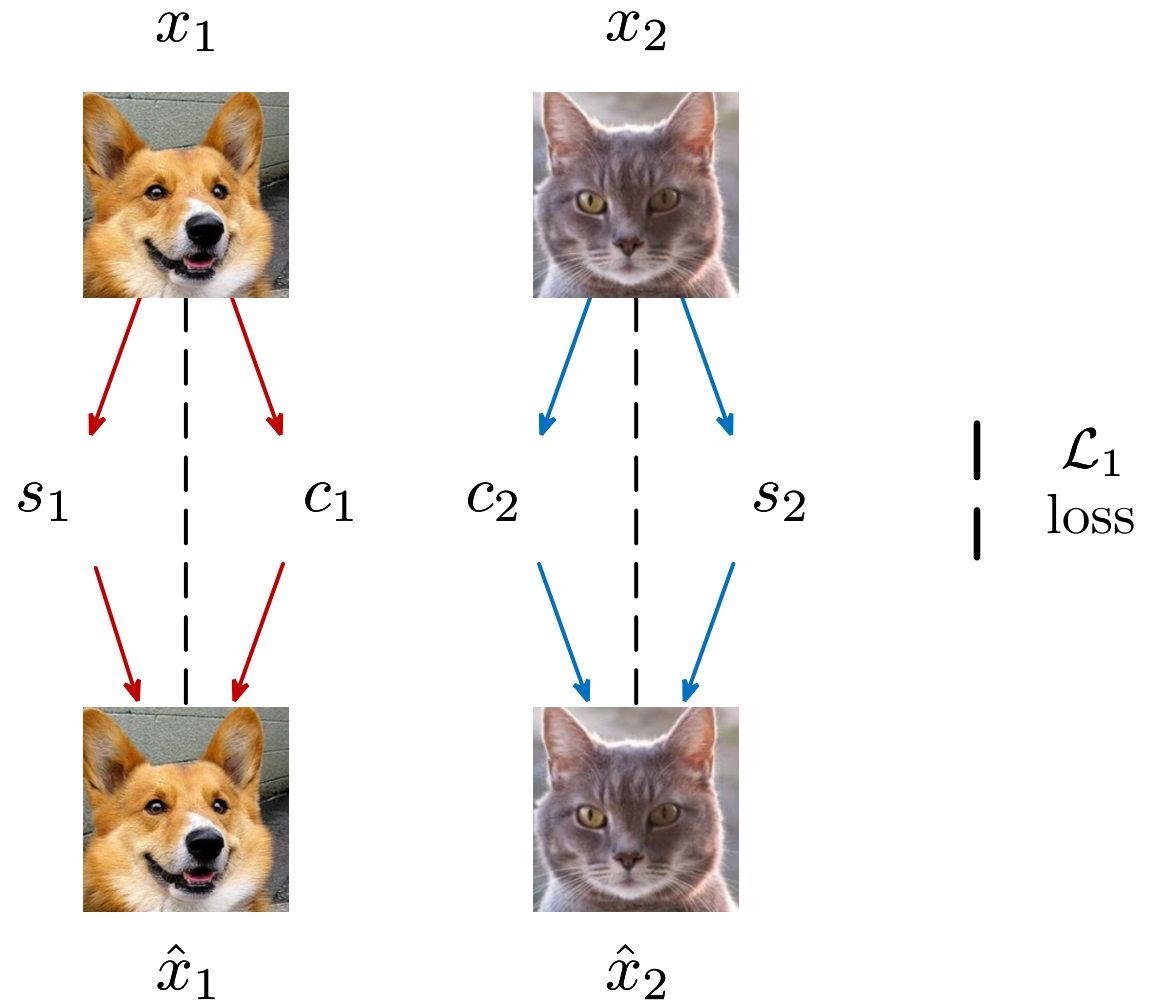 x₁ x₂
s₁ c₁ c₂ s₂
ℒ₁
loss
x̂₁ x̂₂